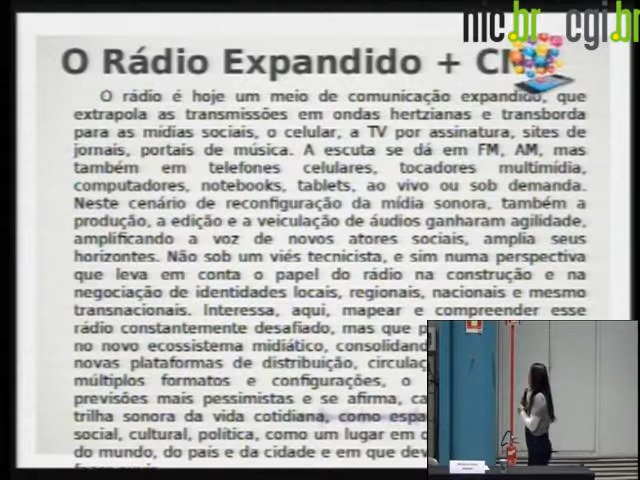 nic.br cgi.br
O Rádio Expandido + CI
O rádio é hoje um meio de comunicação expandido, que
extrapola as transmissões em ondas hertzianas e transborda
para as mídias sociais, o celular, a TV por assinatura, sites de
jornais, portais de música. A escuta se dá em FM, AM, mas
também em telefones celulares, tocadores multimídia,
computadores, notebooks, tablets, ao vivo ou sob demanda.
Neste cenário de reconfiguração da mídia sonora, também a
produção, a edição e a veiculação de áudios ganharam agilidade,
amplificando a voz de novos atores sociais, amplia seus
horizontes. Não sob um viés tecnicista, e sim numa perspectiva
que leva em conta o papel do rádio na construção e na
negociação de identidades locais, regionais, nacionais e mesmo
transnacionais. Interessa, aqui, mapear e compreender esse
rádio constantemente desafiado, mas que
no novo ecossistema midiático,
novas plataformas de distribuição,
múltiplos formatos e configurações, o
previsões mais pessimistas e se afirma,
trilha sonora da vida cotidiana, como
social, cultural, política, como um lugar em
do mundo, do país e da cidade e em que